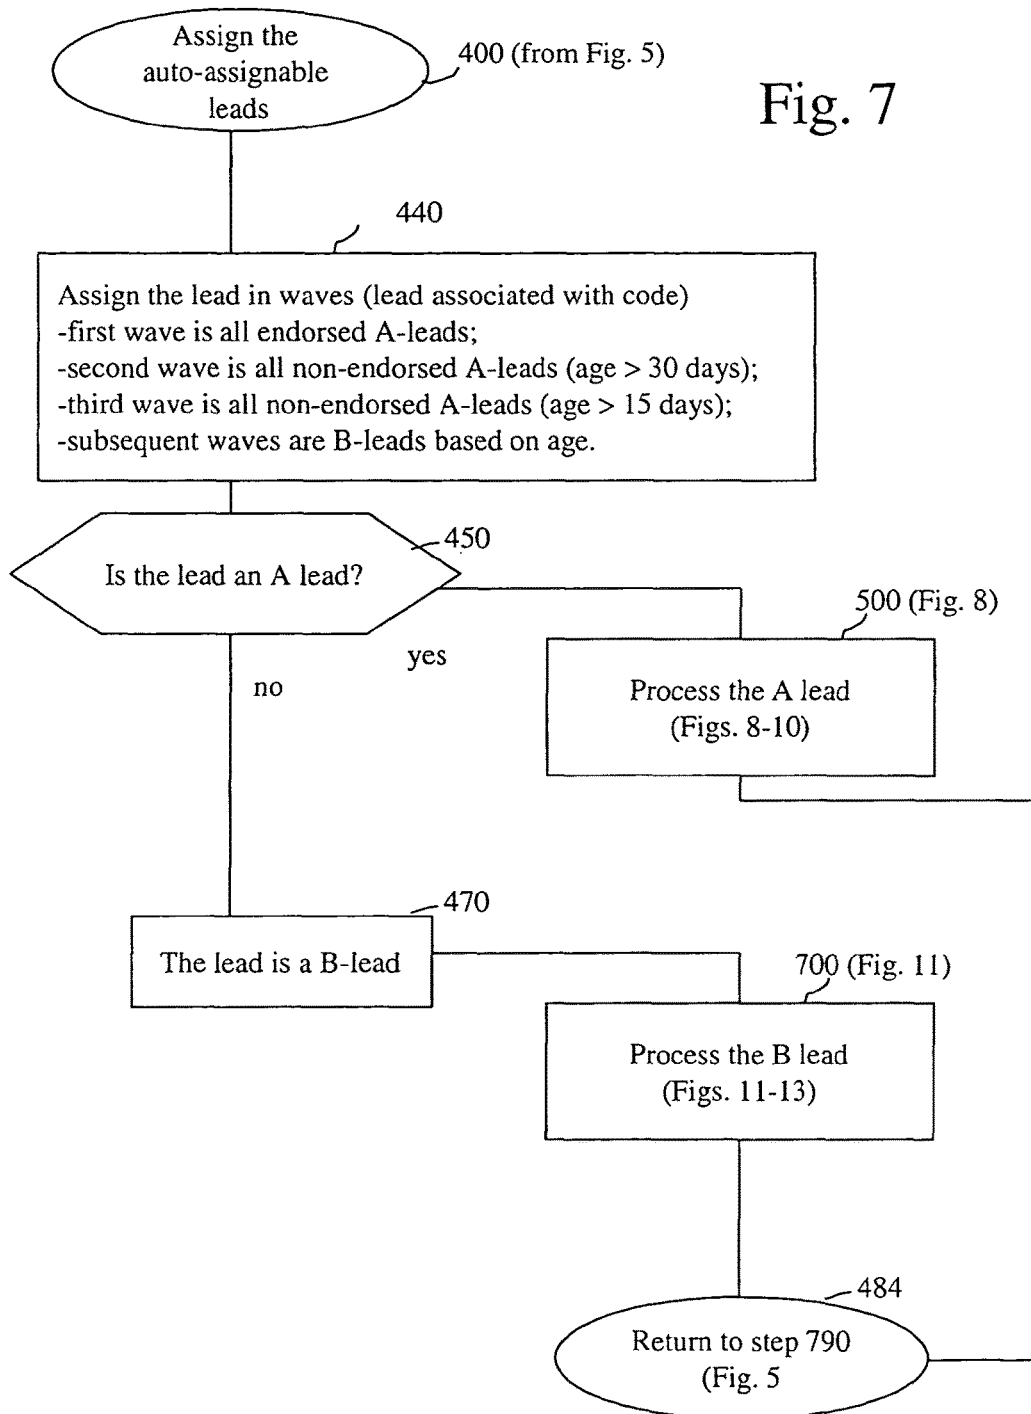 Assign the
auto-assignable
leads
400 (from Fig. 5)
Fig. 7
440
Assign the lead in waves (lead associated with code)
-first wave is all endorsed A-leads;
-second wave is all non-endorsed A-leads (age > 30 days);
-third wave is all non-endorsed A-leads (age > 15 days);
-subsequent waves are B-leads based on age.
450
Is the lead an A lead?
yes
no
500 (Fig. 8)
Process the A lead
(Figs. 8-10)
470
The lead is a B-lead
700 (Fig. 11)
Process the B lead
(Figs. 11-13)
484
Return to step 790
(Fig. 5